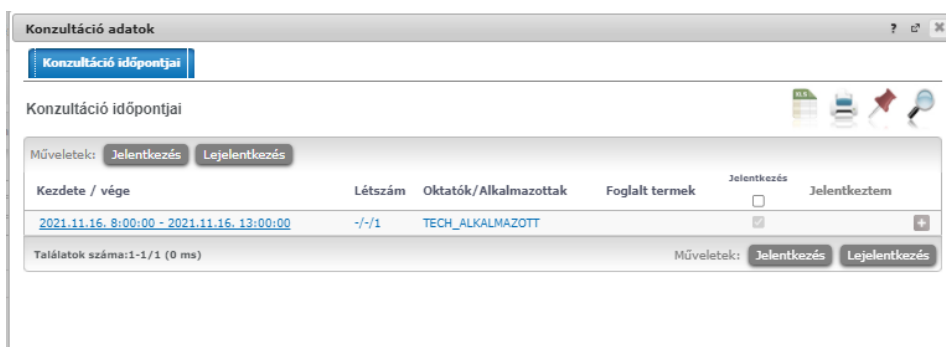 Konzultáció adatok ?
Konzultáció időpontjai
Konzultáció időpontjai XLS
Műveletek: Jelentkezés Lejelentkezés
Kezdete / vége Létszám Oktatók/Alkalmazottak Foglalt termek Jelentkezés Jelentkeztem
2021.11.16. 8:00:00 - 2021.11.16. 13:00:00 -/-/1 TECH_ALKALMAZOTT
Találatok száma:1-1/1 (0 ms) Műveletek: Jelentkezés Lejelentkezés